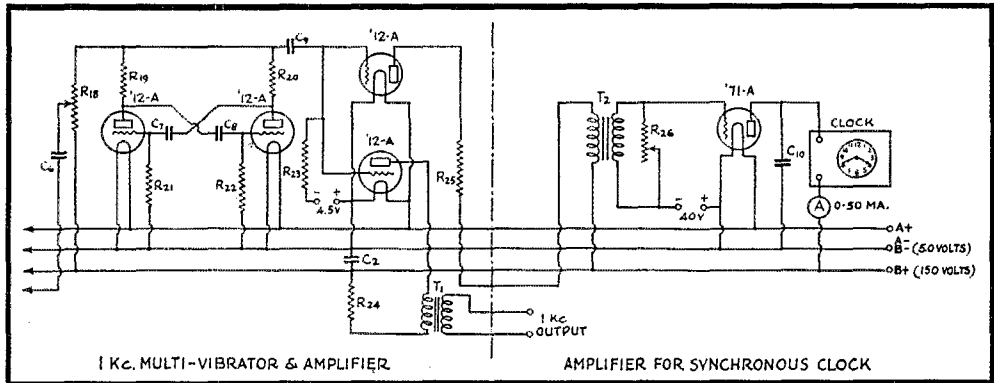 C9
'12-A
R18
R19
R20
'12-A
'12-A
C7
C8
'12-A
C6
R21
R22
R23
- +
4.5V
R25
C2
R24
T1
1 KC
OUTPUT
1 KC. MULTI-VIBRATOR & AMPLIFIER
T2
'71-A
R26
C10
CLOCK
- +
40V
A
0-50 MA.
A+
A-
B- (5.0 VOLTS)
B+ (150 VOLTS)
AMPLIFIER FOR SYNCHRONOUS CLOCK